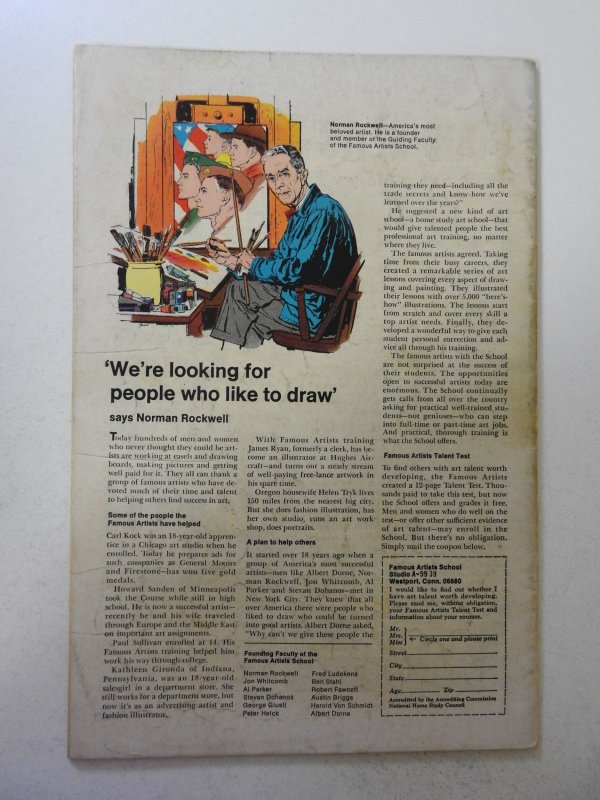 Norman Rockwell—America's most
beloved artist. He is a founder
and member of the Guiding Faculty
of the Famous Artists School.
'We're looking for
people who like to draw'
says Norman Rockwell
Today hundreds of men and women
who never thought they could be art-
ists are working at easels and drawing
boards, making pictures and getting
well paid for it. They all can thank a
group of famous artists who have de-
voted much of their time and talent
to helping others find success in art.
Some of the people the
Famous Artists have helped
Carl Kock was an 18-year-old appren-
tice in a Chicago art studio when he
enrolled. Today he prepares ads for
such companies as General Motors
and Firestone—has won five gold
medals.
Howard Sanden of Minneapolis
took the Course while still in high
school. He is now a successful artist—
recently he and his wife traveled
through Europe and the Middle East
on important art assignments.
Paul Sollivan enrolled at 14. His
Famous Artists training helped him
work his way through college.
Kathleen Gironda of Indiana,
Pennsylvania, was an 18-year-old
salesgirl in a department store. She
still works for a department store, but
now it's as an advertising artist and
fashion illustrator.
With Famous Artists training
James Ryan, formerly a clerk, has be-
come an illustrator at Hughes Air-
craft—and turns out a steady stream
of well-paying free-lance artwork in
his spare time.
Oregon housewife Helen Tryk lives
150 miles from the nearest big city.
But she does fashion illustration, has
her own studio, runs an art work
shop, does portraits.
A plan to help others
It started over 18 years ago when a
group of America's most successful
artists—men like Albert Dorne, Nor-
man Rockwell, Jon Whitcomb, Al
Parker and Stevan Dohanos—met in
New York City. They knew that all
over America there were people who
liked to draw who could be turned
into good artists. Albert Dorne asked,
"Why can't we give these people the
Founding Faculty of the
Famous Artists School
Norman Rockwell
Jon Whitcomb
Al Parker
Stevan Dohanos
George Giusti
Peter Helck
Fred Ludekens
Ben Stahl
Robert Fawcett
Austin Briggs
Harold Von Schmidt
Albert Dorne
training they need—including all the
trade secrets and know-how we've
learned over the years?"
He suggested a new kind of art
school—a home study art school—that
would give talented people the best
professional art training, no matter
where they live.
The famous artists agreed. Taking
time from their busy careers, they
created a remarkable series of art
lessons covering every aspect of draw-
ing and painting. They illustrated
their lessons with over 5,000 "here's-
how" illustrations. The lessons start
from scratch and cover every skill a
top artist needs. Finally, they de-
veloped a wonderful way to give each
student personal correction and ad-
vice all through his training.
The famous artists with the School
are not surprised at the success of
their students. The opportunities
open to successful artists today are
enormous. The School continually
gets calls from all over the country
asking for practical well-trained stu-
dents—not geniuses—who can step
into full-time or part-time art jobs.
And practical, thorough training is
what the School offers.
Famous Artists Talent Test
To find others with art talent worth
developing, the Famous Artists
created a 12-page Talent Test. Thou-
sands paid to take this test, but now
the School offers and grades it free.
Men and women who do well on the
test—or offer other sufficient evidence
of art talent—may enroll in the
School. But there's no obligation.
Simply mail the coupon below.
Famous Artists School
Studio A-5939
Westport, Conn. 06880
I would like to find out whether I
have art talent worth developing.
Please send me, without obligation,
your Famous Artists Talent Test and
information about your School.
Mr.
Mrs.
Miss
← Circle one and please print
Street
City
State
Age Zip
Accredited by the Accrediting Commission
National Home Study Council